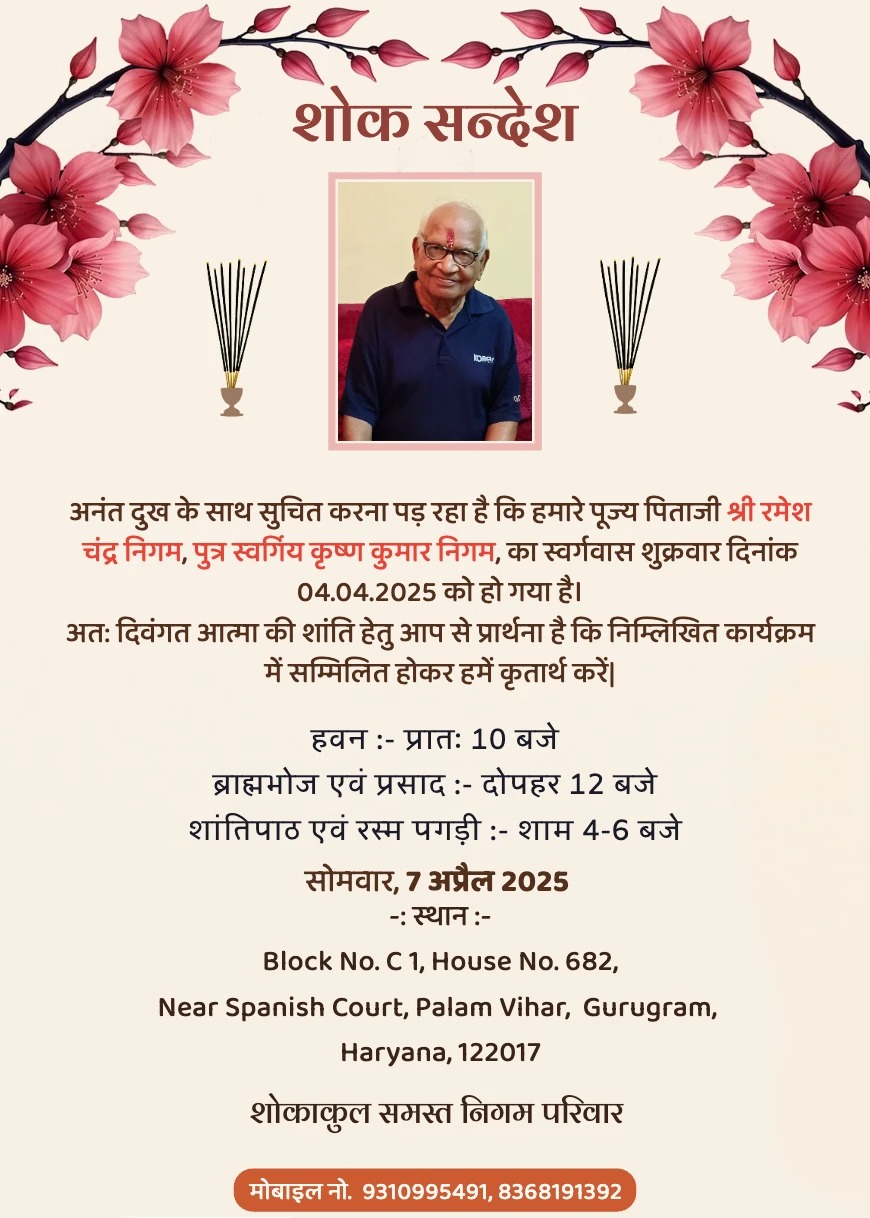 शोक सन्देश
अनंत दुख के साथ सुचित करना पड़ रहा है कि हमारे पूज्य पिताजी श्री रमेश
चंद्र निगम, पुत्र स्वर्गिय कृष्ण कुमार निगम, का स्वर्गवास शुक्रवार दिनांक
04.04.2025 को हो गया है।
अत: दिवंगत आत्मा की शांति हेतु आप से प्रार्थना है कि निम्लिखित कार्यक्रम
में सम्मिलित होकर हमें कृतार्थ करें|
हवन :- प्रातः 10 बजे
ब्राह्मभोज एवं प्रसाद :- दोपहर 12 बजे
शांतिपाठ एवं रस्म पगड़ी :- शाम 4-6 बजे
सोमवार, 7 अप्रैल 2025
-: स्थान :-
Block No. C 1, House No. 682,
Near Spanish Court, Palam Vihar, Gurugram,
Haryana, 122017
शोकाकुल समस्त निगम परिवार
मोबाइल नो. 9310995491, 8368191392